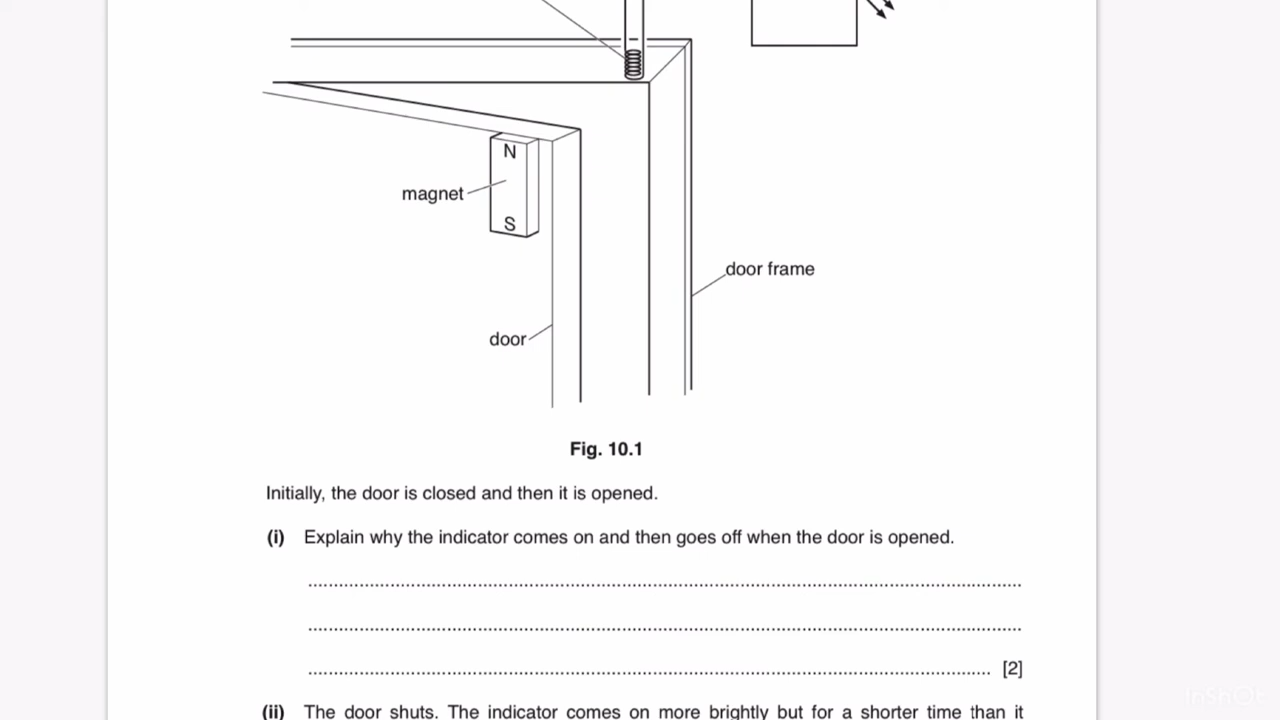 N
magnet
S
door frame
door
Fig. 10.1
Initially, the door is closed and then it is opened.
(i) Explain why the indicator comes on and then goes off when the door is opened.
[2]
(ii) The door shuts. The indicator comes on more brightly but for a shorter time than it
InShOt